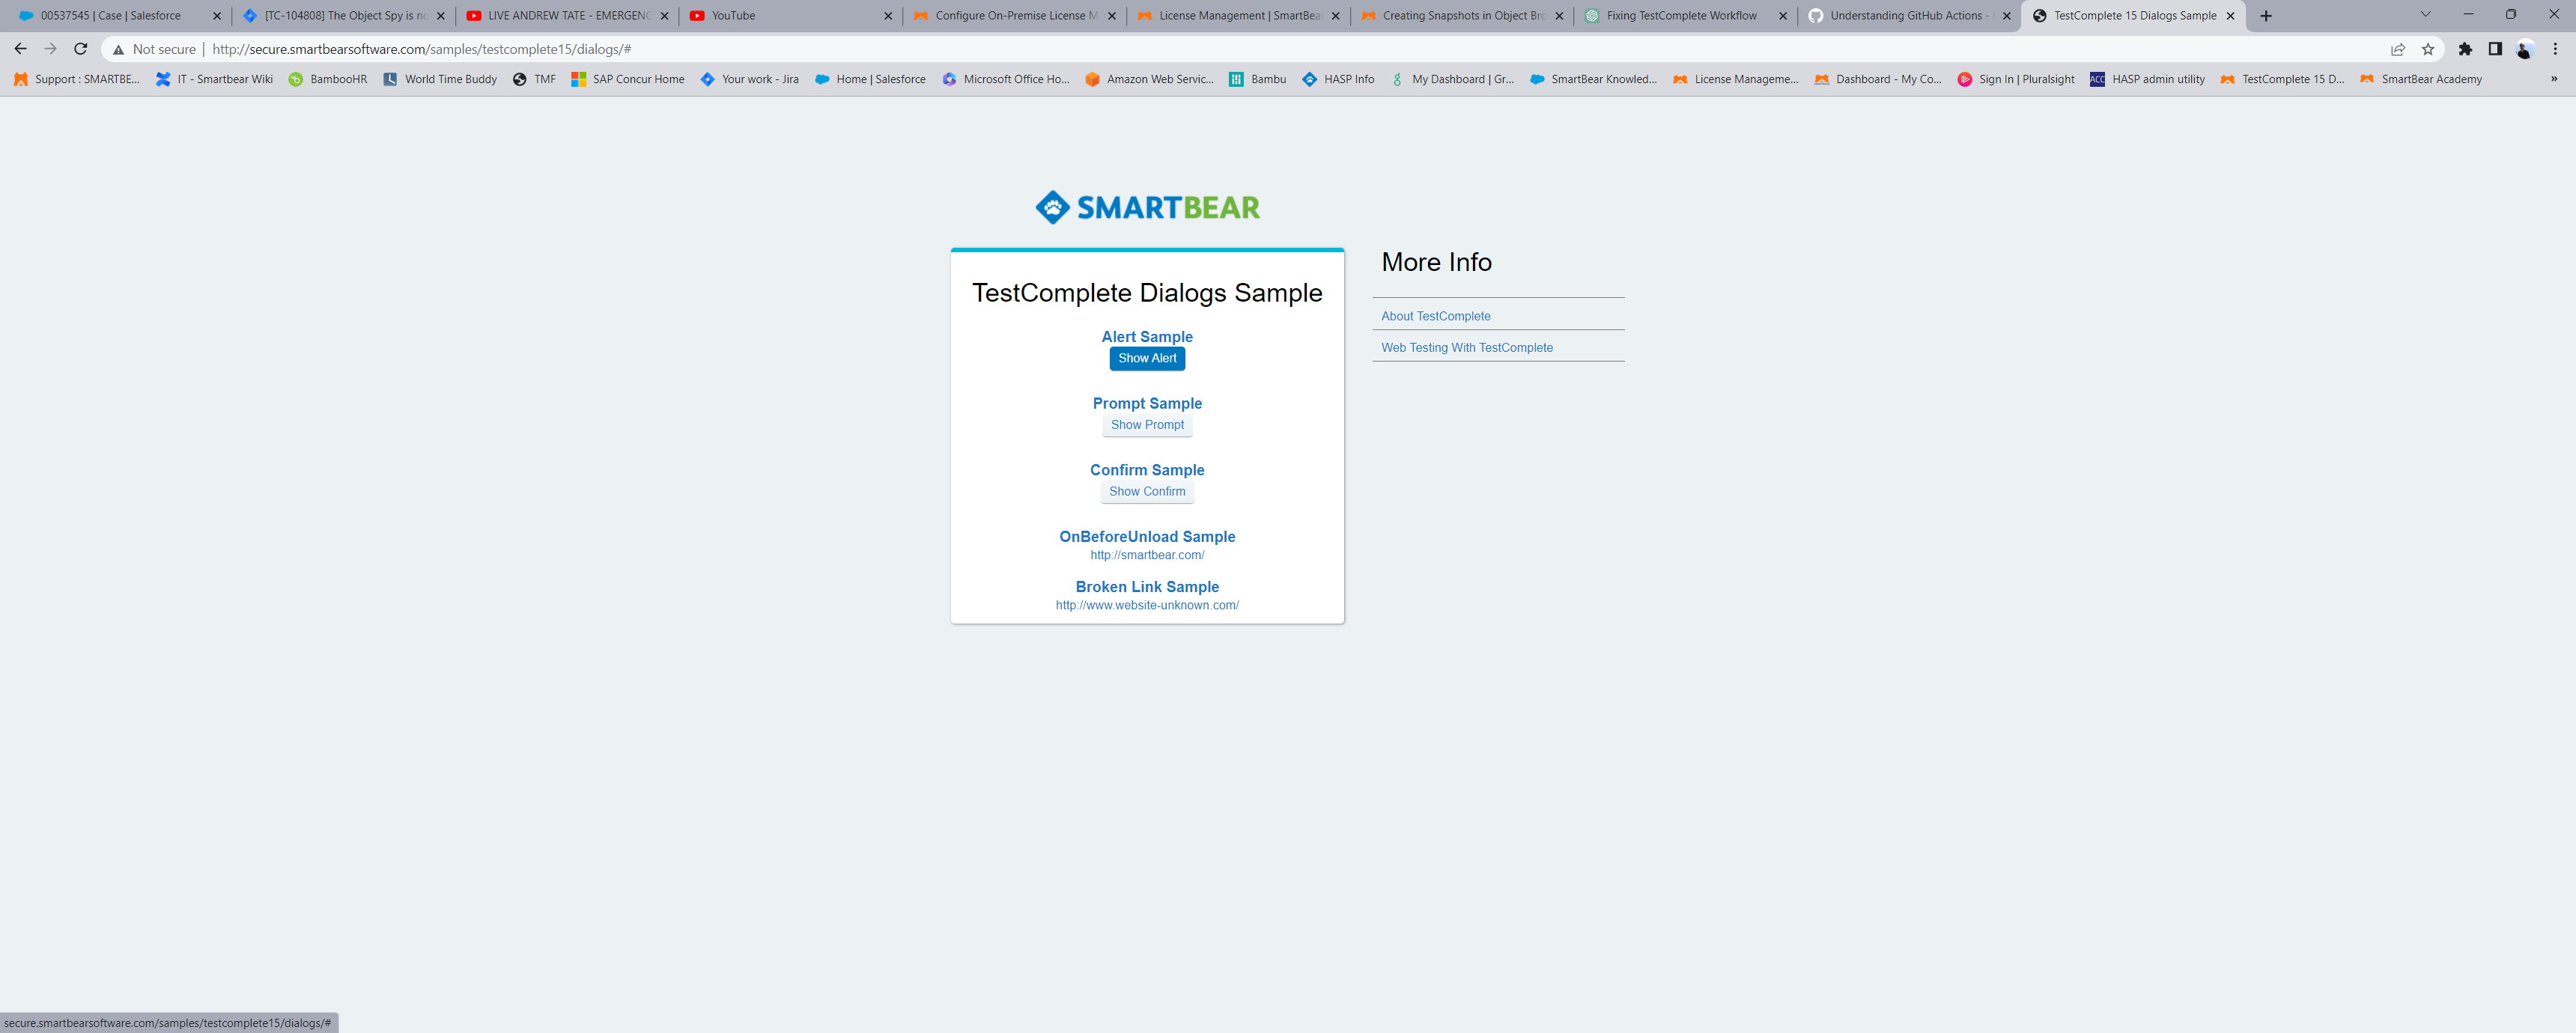 00537545 | Case | Salesforce
[TC-104808] The Object Spy is no
LIVE ANDREW TATE - EMERGENC
YouTube
Configure On-Premise License M
License Management | SmartBea
Creating Snapshots in Object Bro
Fixing TestComplete Workflow
Understanding GitHub Actions -
TestComplete 15 Dialogs Sample
Not secure | http://secure.smartbearsoftware.com/samples/testcomplete15/dialogs/#
Support : SMARTBE...
IT - Smartbear Wiki
BambooHR
World Time Buddy
TMF
SAP Concur Home
Your work - Jira
Home | Salesforce
Microsoft Office Ho...
Amazon Web Servic...
Bambu
HASP Info
My Dashboard | Gr...
SmartBear Knowled...
License Manageme...
Dashboard - My Co...
Sign In | Pluralsight
ACC HASP admin utility
TestComplete 15 D...
SmartBear Academy
»
SMARTBEAR
TestComplete Dialogs Sample
Alert Sample
Show Alert
Prompt Sample
Show Prompt
Confirm Sample
Show Confirm
OnBeforeUnload Sample
http://smartbear.com/
Broken Link Sample
http://www.website-unknown.com/
More Info
About TestComplete
Web Testing With TestComplete
secure.smartbearsoftware.com/samples/testcomplete15/dialogs/#